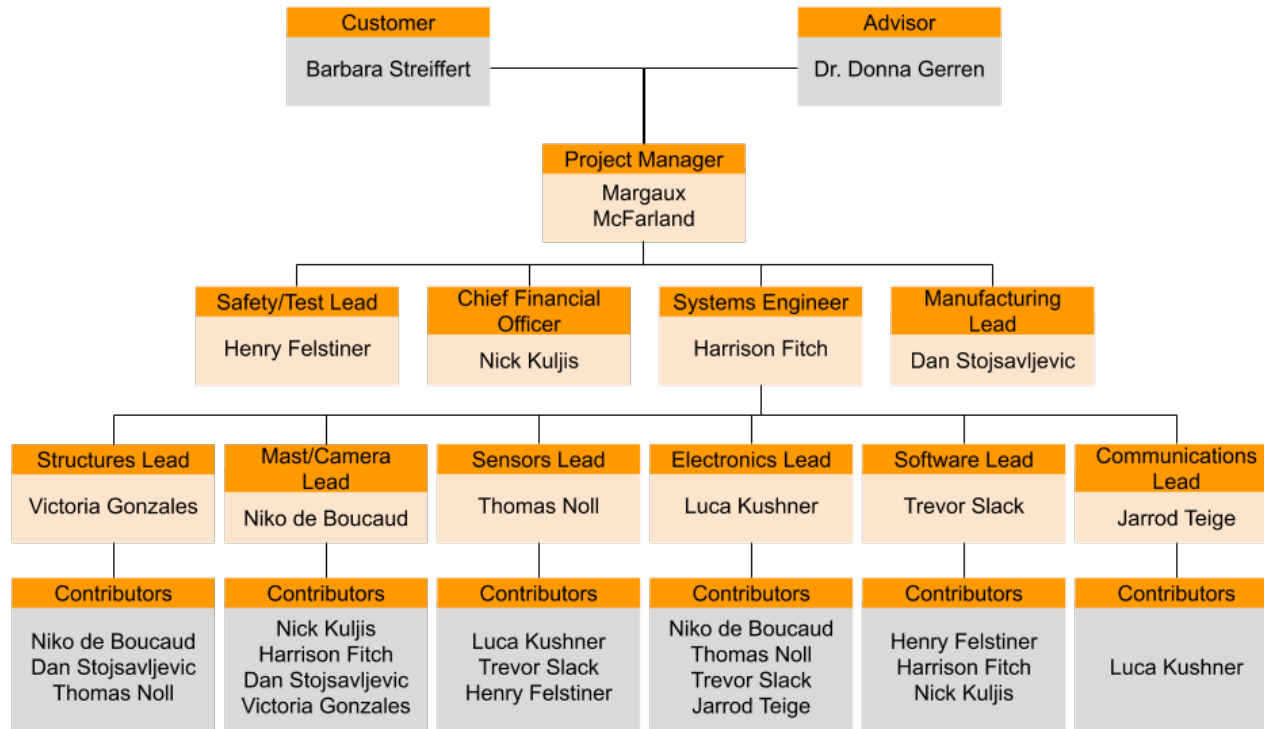 Customer
Barbara Streiffert
Advisor
Dr. Donna Gerren
Project Manager
Margaux
McFarland
Safety/Test Lead
Henry Felstiner
Chief Financial
Officer
Nick Kuljis
Systems Engineer
Harrison Fitch
Manufacturing
Lead
Dan Stojsavljevic
Structures Lead
Victoria Gonzales
Mast/Camera
Lead
Niko de Boucaud
Sensors Lead
Thomas Noll
Electronics Lead
Luca Kushner
Software Lead
Trevor Slack
Communications
Lead
Jarrod Teige
Contributors
Niko de Boucaud
Dan Stojsavljevic
Thomas Noll
Contributors
Nick Kuljis
Harrison Fitch
Dan Stojsavljevic
Victoria Gonzales
Contributors
Luca Kushner
Trevor Slack
Henry Felstiner
Contributors
Niko de Boucaud
Thomas Noll
Trevor Slack
Jarrod Teige
Contributors
Henry Felstiner
Harrison Fitch
Nick Kuljis
Contributors
Luca Kushner